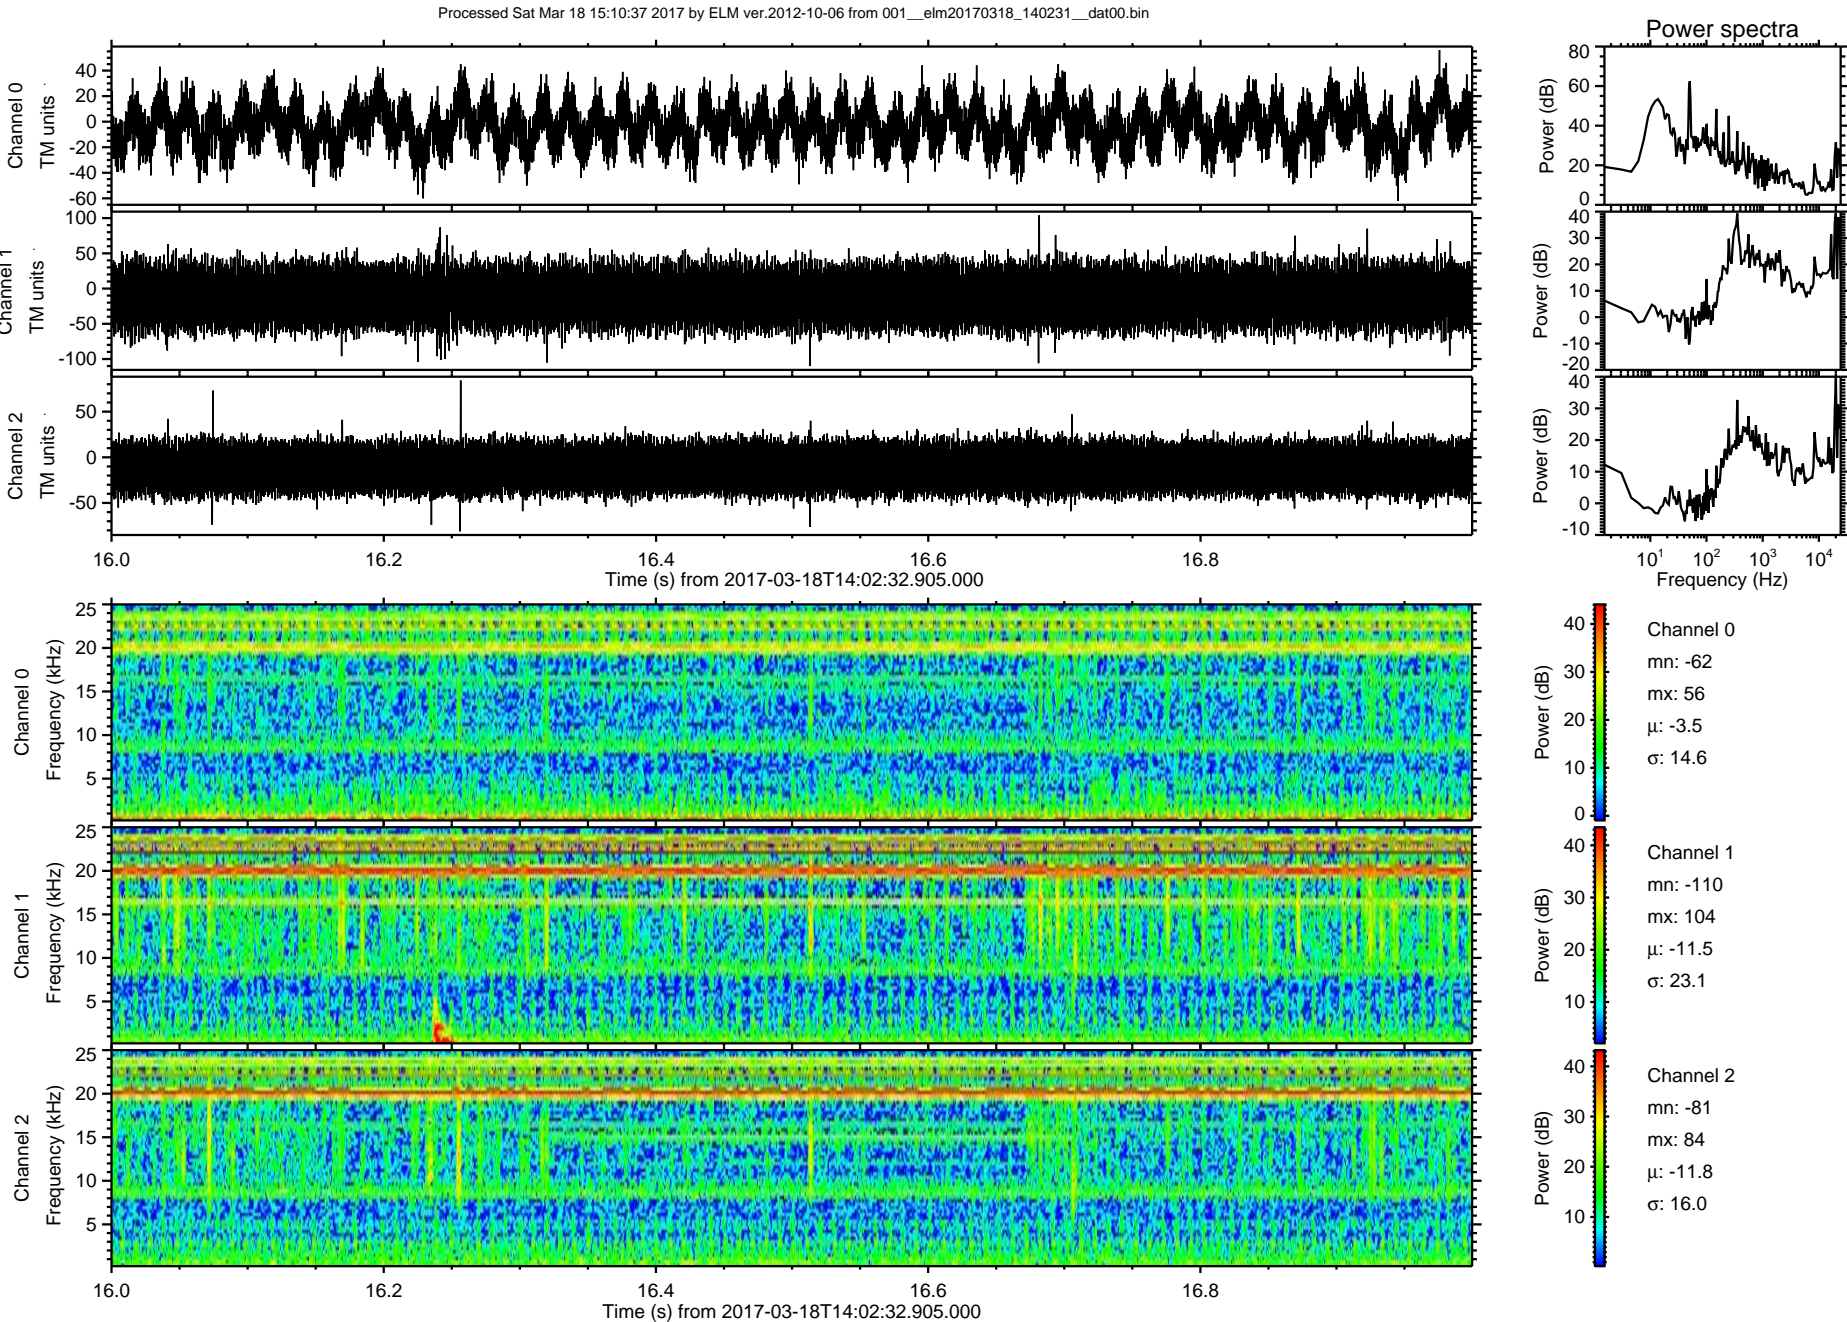 Processed Sat Mar 18 15:10:37 2017 by ELM ver.2012-10-06 from 001__elm20170318_140231__dat00.bin
Power spectra
Channel 0
TM units
40
20
0
-20
-40
-60
Power (dB)
80
60
40
20
0
Channel 1
TM units
100
50
0
-50
-100
Power (dB)
40
30
20
10
0
-10
-20
Channel 2
TM units
50
0
-50
Power (dB)
40
30
20
10
0
-10
16.0 16.2 16.4 16.6 16.8
Time (s) from 2017-03-18T14:02:32.905.000
10¹ 10² 10³ 10⁴
Frequency (Hz)
Channel 0
Frequency (kHz)
25
20
15
10
5
Power (dB)
40
30
20
10
0
Channel 0
mn: -62
mx: 56
μ: -3.5
σ: 14.6
Channel 1
Frequency (kHz)
25
20
15
10
5
Power (dB)
40
30
20
10
Channel 1
mn: -110
mx: 104
μ: -11.5
σ: 23.1
Channel 2
Frequency (kHz)
25
20
15
10
5
Power (dB)
40
30
20
10
Channel 2
mn: -81
mx: 84
μ: -11.8
σ: 16.0
16.0 16.2 16.4 16.6 16.8
Time (s) from 2017-03-18T14:02:32.905.000